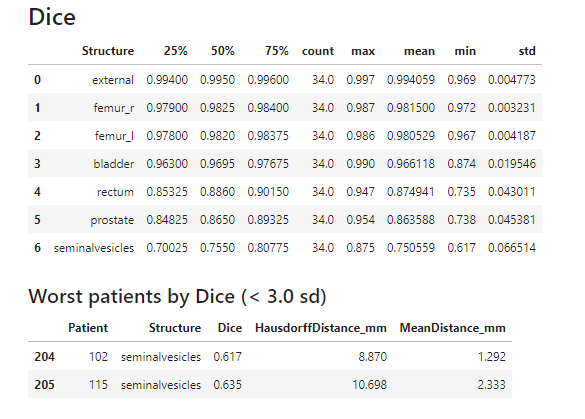 Dice
Structure 25% 50% 75% count max mean min std
0 external 0.99400 0.9950 0.99600 34.0 0.997 0.994059 0.969 0.004773
1 femur_r 0.97900 0.9825 0.98400 34.0 0.987 0.981500 0.972 0.003231
2 femur_l 0.97800 0.9820 0.98375 34.0 0.986 0.980529 0.967 0.004187
3 bladder 0.96300 0.9695 0.97675 34.0 0.990 0.966118 0.874 0.019546
4 rectum 0.85325 0.8860 0.90150 34.0 0.947 0.874941 0.735 0.043011
5 prostate 0.84825 0.8650 0.89325 34.0 0.954 0.863588 0.738 0.045381
6 seminalvesicles 0.70025 0.7550 0.80775 34.0 0.875 0.750559 0.617 0.066514
Worst patients by Dice (< 3.0 sd)
Patient Structure Dice HausdorffDistance_mm MeanDistance_mm
204 102 seminalvesicles 0.617 8.870 1.292
205 115 seminalvesicles 0.635 10.698 2.333